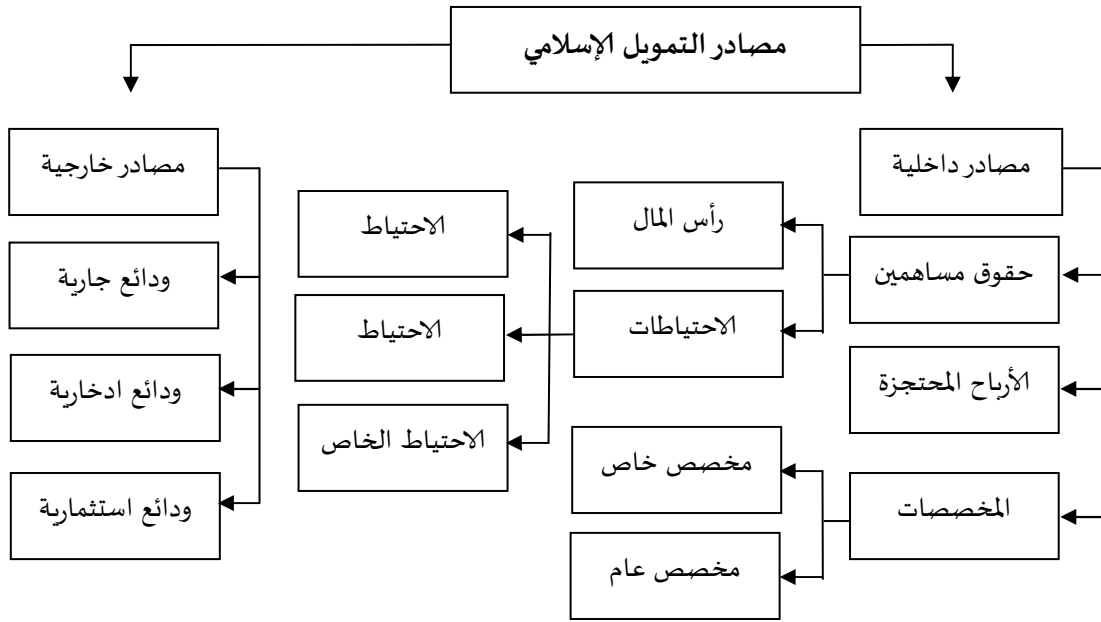 مصادر التمويل الإسلامي
مصادر داخلية
مصادر خارجية
رأس المال
الاحتياط
حقوق مساهمين
ودائع جارية
الاحتياطات
الاحتياط
الأرباح المحتجزة
ودائع ادخارية
الاحتياط الخاص
مخصص خاص
المخصصات
ودائع استثمارية
مخصص عام